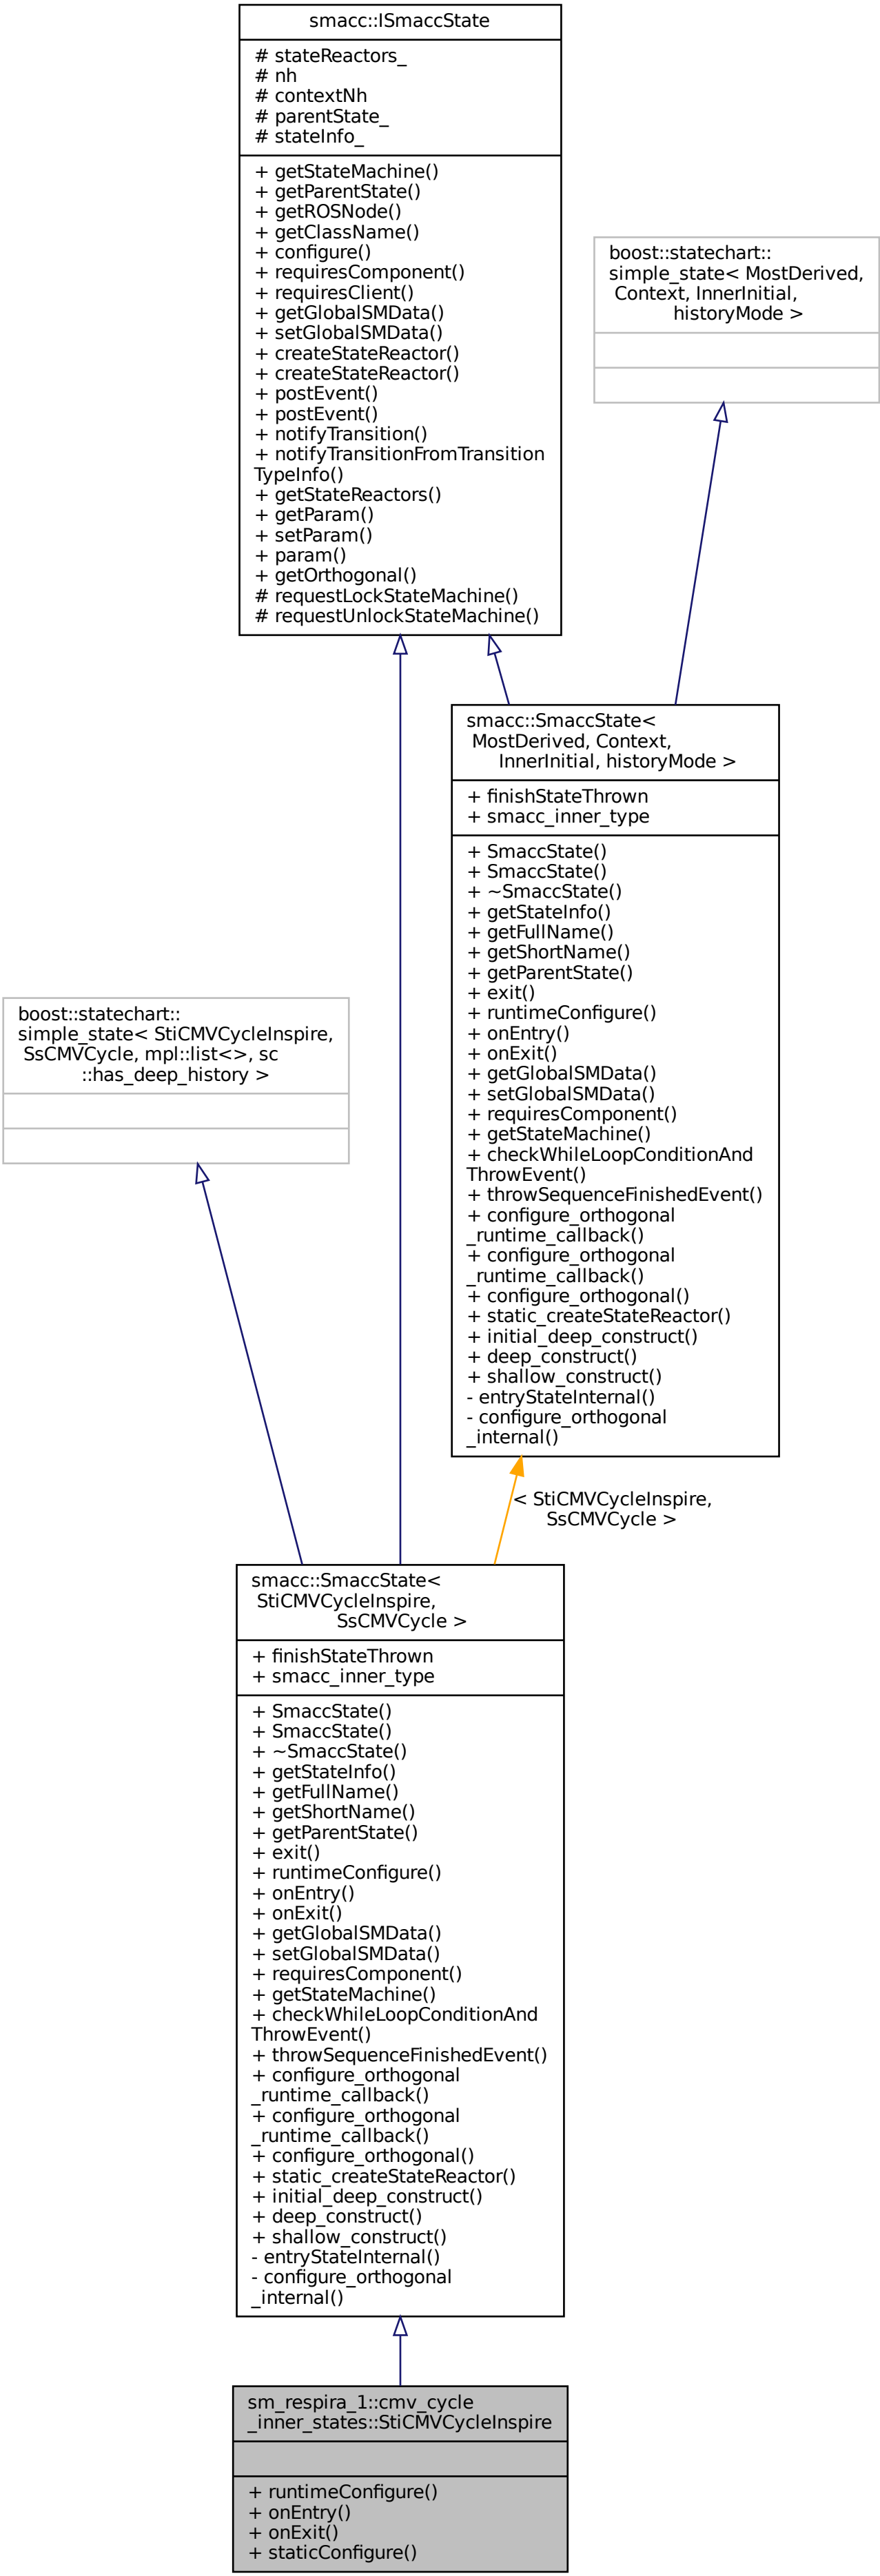 smacc::ISmaccState
# stateReactors_
# nh
# contextNh
# parentState_
# stateInfo_
+ getStateMachine()
+ getParentState()
+ getROSNode()
+ getClassName()
+ configure()
+ requiresComponent()
+ requiresClient()
+ getGlobalSMData()
+ setGlobalSMData()
+ createStateReactor()
+ createStateReactor()
+ postEvent()
+ postEvent()
+ notifyTransition()
+ notifyTransitionFromTransition
TypeInfo()
+ getStateReactors()
+ getParam()
+ setParam()
+ param()
+ getOrthogonal()
# requestLockStateMachine()
# requestUnlockStateMachine()
boost::statechart::
simple_state< MostDerived,
Context, InnerInitial,
historyMode >
smacc::SmaccState<
MostDerived, Context,
InnerInitial, historyMode >
+ finishStateThrown
+ smacc_inner_type
+ SmaccState()
+ SmaccState()
+ ~SmaccState()
+ getStateInfo()
+ getFullName()
+ getShortName()
+ getParentState()
+ exit()
+ runtimeConfigure()
+ onEntry()
+ onExit()
+ getGlobalSMData()
+ setGlobalSMData()
+ requiresComponent()
+ getStateMachine()
+ checkWhileLoopConditionAnd
ThrowEvent()
+ throwSequenceFinishedEvent()
+ configure_orthogonal
_runtime_callback()
+ configure_orthogonal
_runtime_callback()
+ configure_orthogonal()
+ static_createStateReactor()
+ initial_deep_construct()
+ deep_construct()
+ shallow_construct()
- entryStateInternal()
- configure_orthogonal
_internal()
boost::statechart::
simple_state< StiCMVCycleInspire,
SsCMVCycle, mpl::list<>, sc
::has_deep_history >
< StiCMVCycleInspire,
SsCMVCycle >
smacc::SmaccState<
StiCMVCycleInspire,
SsCMVCycle >
+ finishStateThrown
+ smacc_inner_type
+ SmaccState()
+ SmaccState()
+ ~SmaccState()
+ getStateInfo()
+ getFullName()
+ getShortName()
+ getParentState()
+ exit()
+ runtimeConfigure()
+ onEntry()
+ onExit()
+ getGlobalSMData()
+ setGlobalSMData()
+ requiresComponent()
+ getStateMachine()
+ checkWhileLoopConditionAnd
ThrowEvent()
+ throwSequenceFinishedEvent()
+ configure_orthogonal
_runtime_callback()
+ configure_orthogonal
_runtime_callback()
+ configure_orthogonal()
+ static_createStateReactor()
+ initial_deep_construct()
+ deep_construct()
+ shallow_construct()
- entryStateInternal()
- configure_orthogonal
_internal()
sm_respira_1::cmv_cycle
_inner_states::StiCMVCycleInspire
+ runtimeConfigure()
+ onEntry()
+ onExit()
+ staticConfigure()